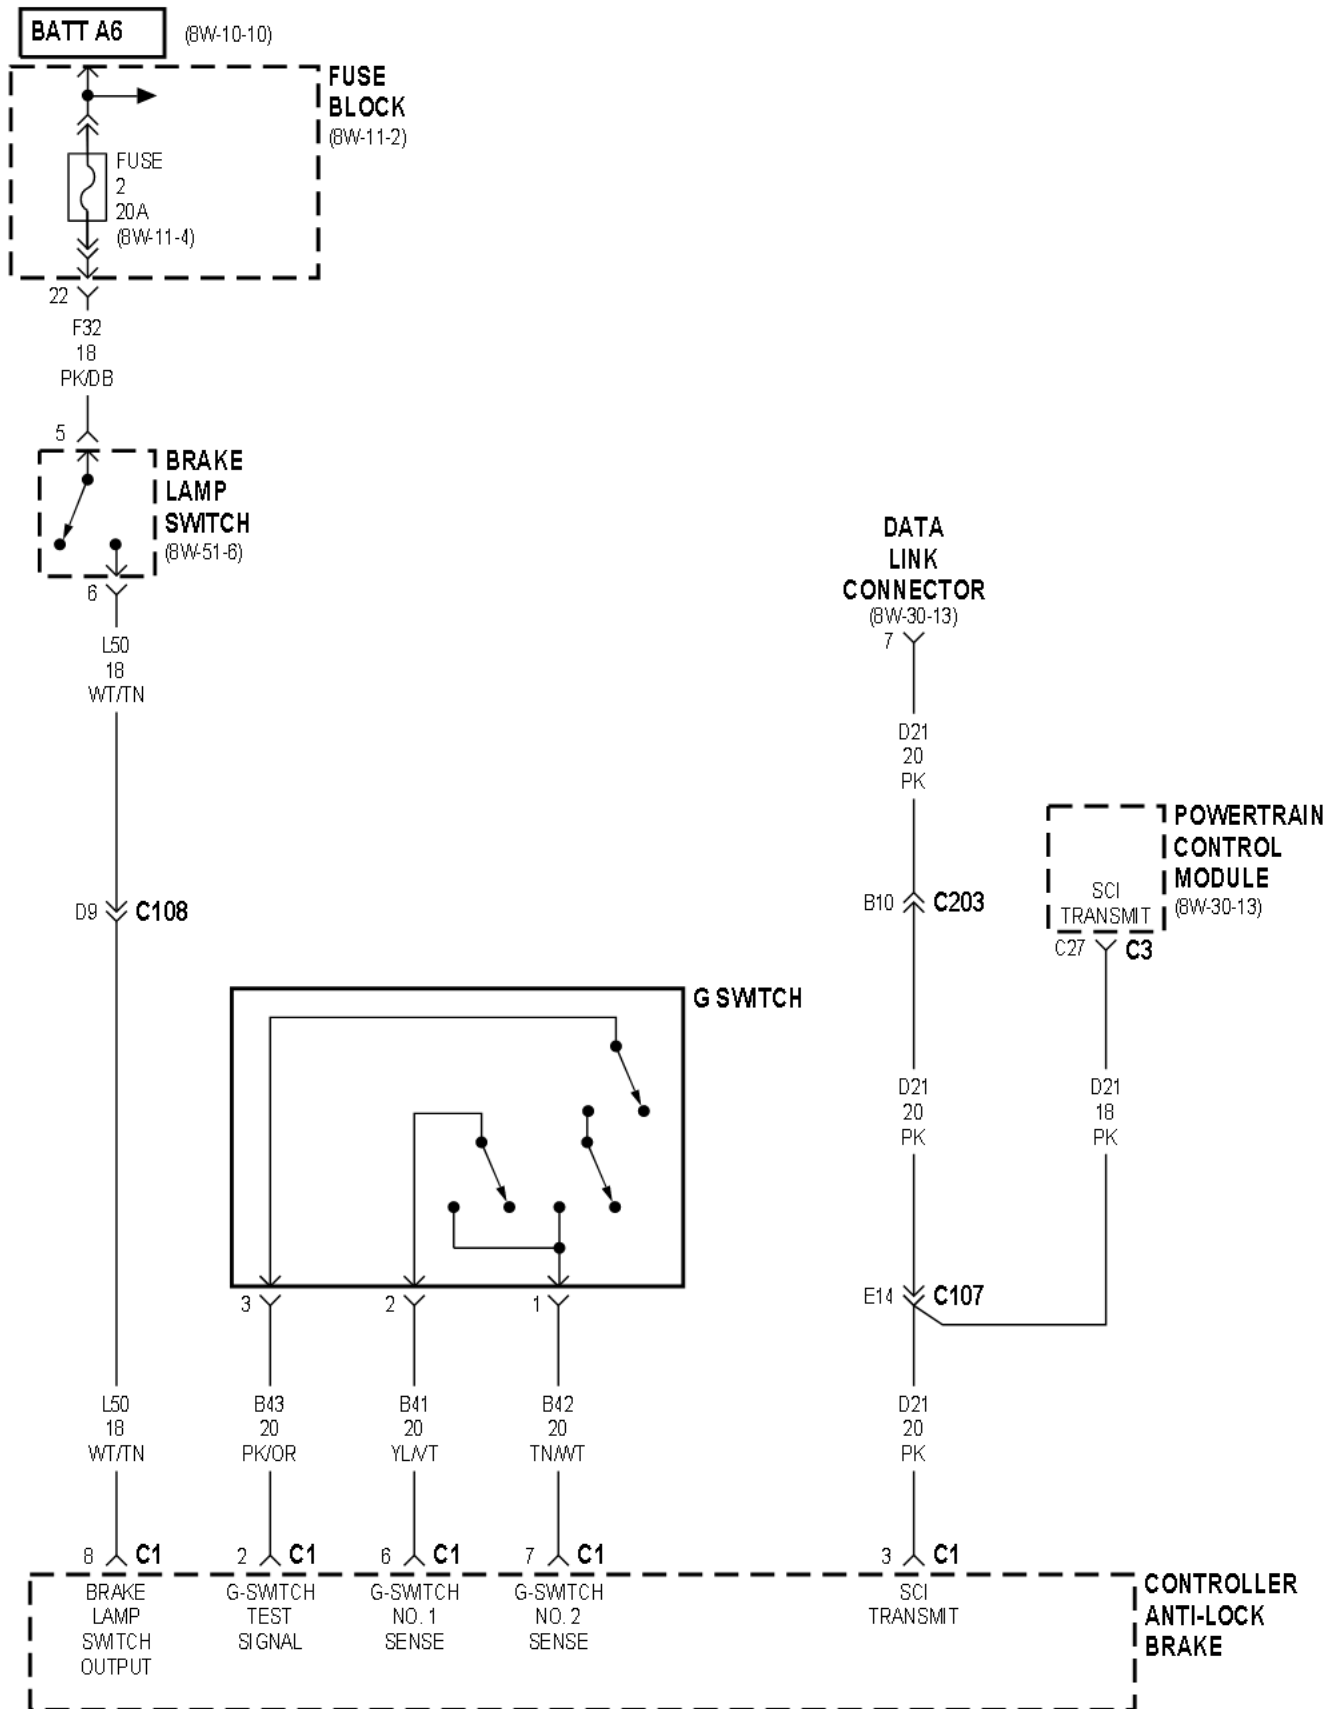 BATT A6
(8W-10-10)
FUSE
BLOCK
(8W-11-2)
FUSE
2
20A
(8W-11-4)
22
F32
18
PK/DB
5
BRAKE
LAMP
SWITCH
(8W-51-6)
6
L50
18
WT/TN
D9 C108
DATA
LINK
CONNECTOR
(8W-30-13)
7
D21
20
PK
B10 C203
POWERTRAIN
CONTROL
MODULE
(8W-30-13)
SCI
TRANSMIT
C27 C3
G SWITCH
D21
20
PK
D21
18
PK
E14 C107
3
2
1
L50
18
WT/TN
B43
20
PK/OR
B41
20
YL/VT
B42
20
TN/WT
D21
20
PK
8 C1
2 C1
6 C1
7 C1
3 C1
BRAKE
LAMP
SWITCH
OUTPUT
G-SWITCH
TEST
SIGNAL
G-SWITCH
NO. 1
SENSE
G-SWITCH
NO. 2
SENSE
SCI
TRANSMIT
CONTROLLER
ANTI-LOCK
BRAKE